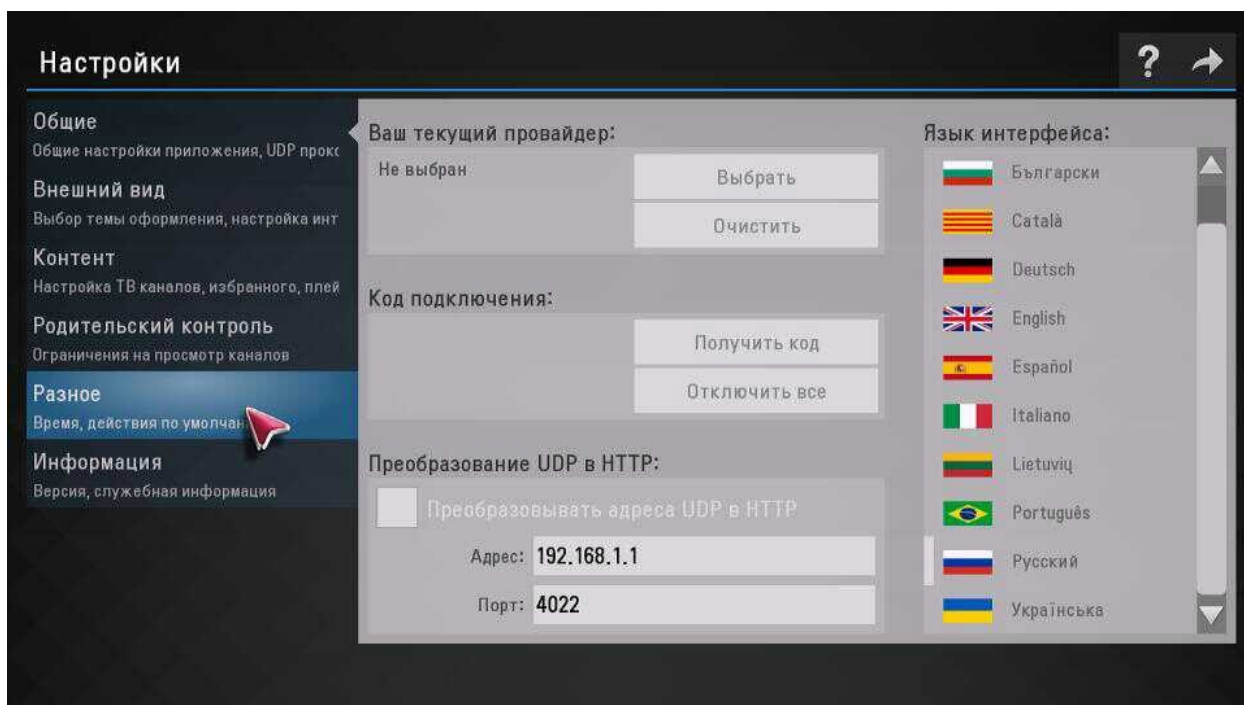 Настройки
?
Общие
Общие настройки приложения, UDP прокс
Внешний вид
Выбор темы оформления, настройка инт
Контент
Настройка ТВ каналов, избранного, плей
Родительский контроль
Ограничения на просмотр каналов
Разное
Время, действия по умолчан
Информация
Версия, служебная информация
Ваш текущий провайдер:
Не выбран
Выбрать
Очистить
Код подключения:
Получить код
Отключить все
Преобразование UDP в HTTP:
Преобразовывать адреса UDP в HTTP
Адрес: 192.168.1.1
Порт: 4022
Язык интерфейса:
Български
Català
Deutsch
English
Español
Italiano
Lietuvių
Português
Русский
Українська